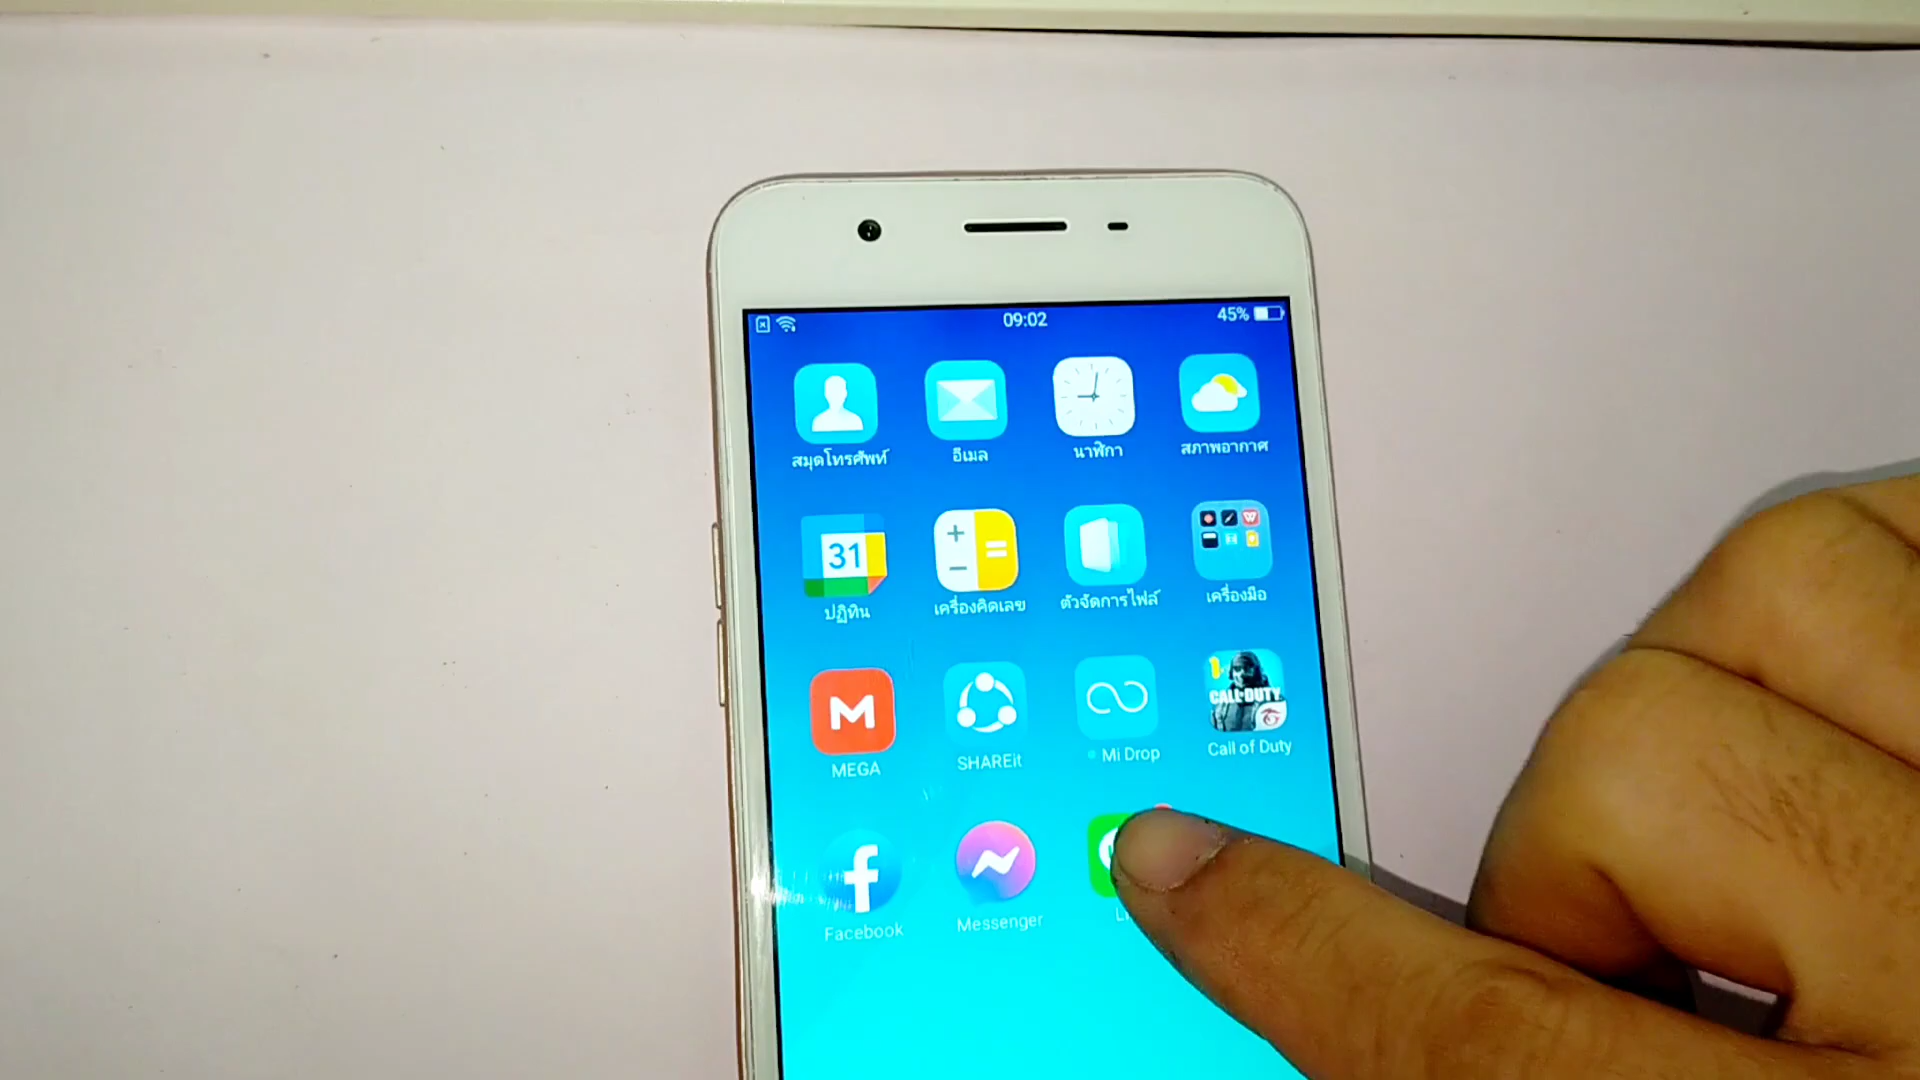 09:02
45%
สมุดโทรศัพท์
อีเมล
นาฬิกา
สภาพอากาศ
31
ปฏิทิน
เครื่องคิดเลข
ตัวจัดการไฟล์
เครื่องมือ
M
MEGA
SHAREit
Mi Drop
CALL OF DUTY
Call of Duty
f
Facebook
Messenger